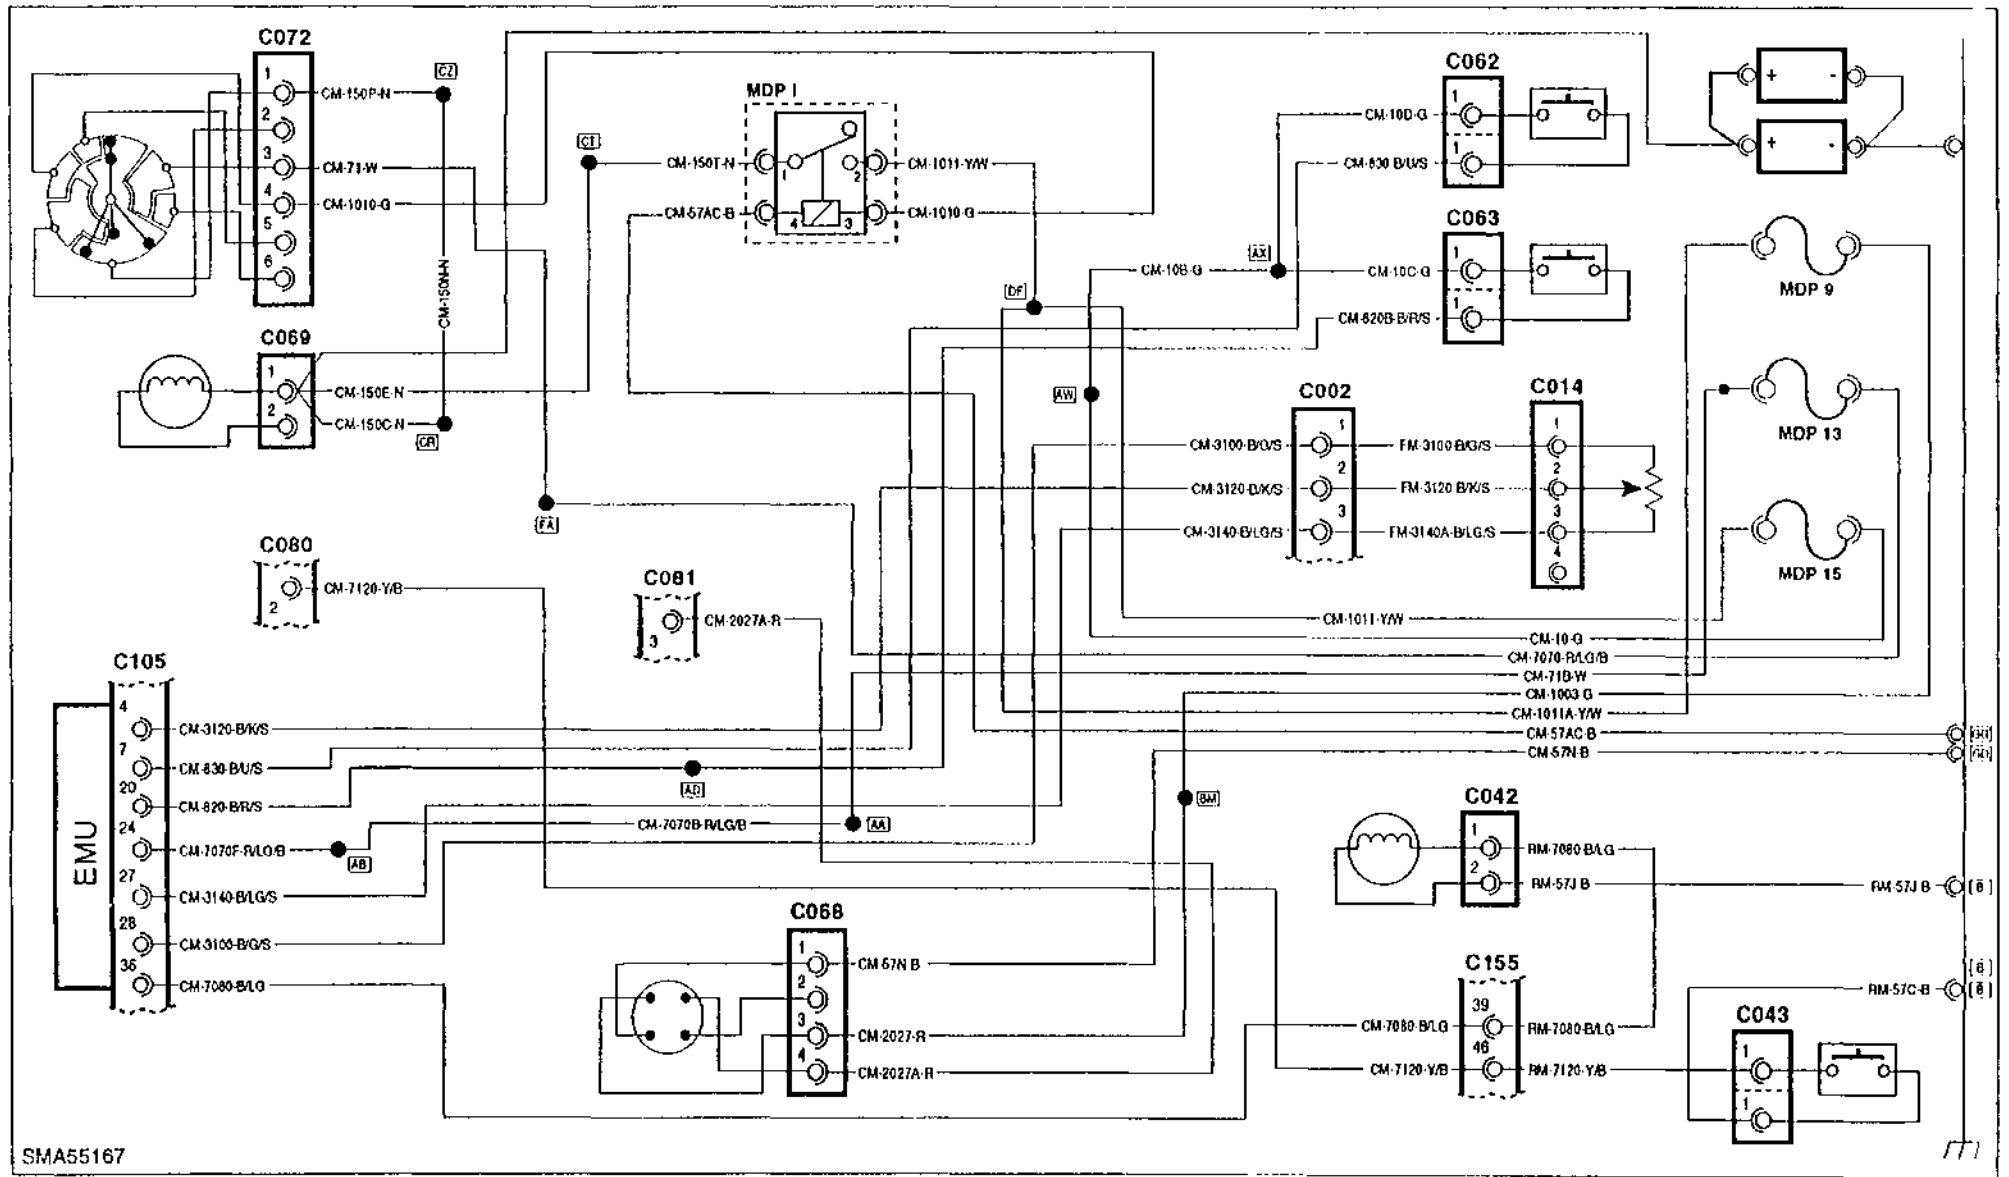 C072
1
2
3
4
5
6
CM-150P-N
CM-71-W
CM-1010-G
CZ
CM-150N-N
C069
1
2
CM-150E-N
CM-150C-N
CR
CT
MDP I
CM-150T-N
CM-57AC-B
1
2
4
3
CM-1011-Y/W
CM-1010-G
DF
FA
C062
1
1
CM-10D-G
CM-830 B/U/S
C063
1
1
AX
CM-10B-G
CM-10C-G
CM-820B-B/R/S
AW
+ -
+ -
MDP 9
MDP 13
MDP 15
C002
1
2
3
CM-3100-B/G/S
CM-3120-B/K/S
CM-3140-B/LG/S
FM-3100-B/G/S
FM-3120 B/K/S
FM-3140A-B/LG/S
C014
1
2
3
4
C080
2
CM-7120-Y/B
C081
3
CM-2027A-R
CM-1011-Y/W
CM-10-G
CM-7070-R/LG/B
CM-71B-W
CM-1003 G
CM-1011A-Y/W
CM-57AC-B
CM-57N-B
C105
EMU
4
7
20
24
27
28
36
CM-3120-B/K/S
CM-830-B/U/S
CM-820-B/R/S
CM-7070F-R/LG/B
CM-3140-B/LG/S
CM-3100-B/G/S
CM-7080-B/LG
AB
AD
CM-7070B-R/LG/B
AA
BM
C068
1
2
3
4
CM-57N B
CM-2027-R
CM-2027A-R
C042
1
2
RM-7080 B/LG
RM-57J B
RM-57J B
C155
39
46
CM-7080-B/LG
CM-7120-Y/B
RM-7080-B/LG
RM-7120-Y/B
RM-57C-B
C043
1
1
SMA55167